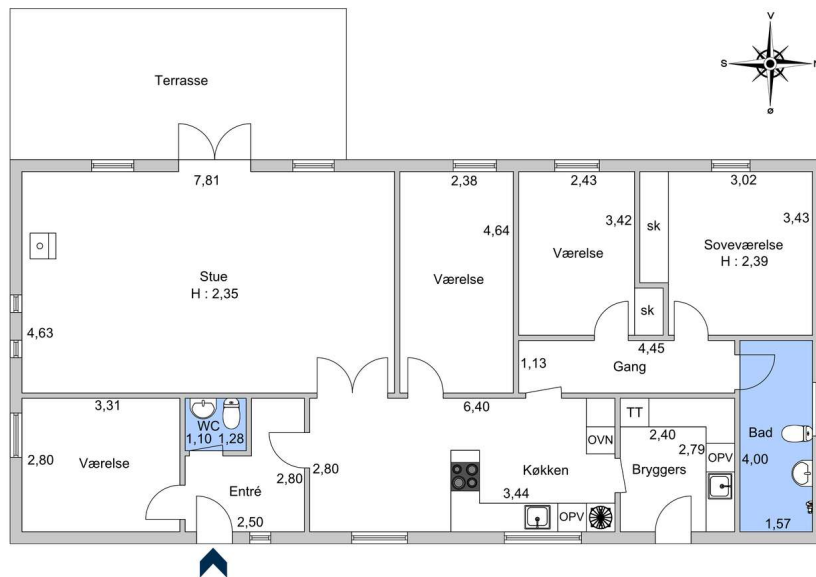 V
S
N
Ø
Terrasse
7,81
2,38
2,43
3,02
4,64
3,42
sk
3,43
Soveværelse
H : 2,39
Stue
H : 2,35
Værelse
Værelse
sk
4,63
1,13
4,45
Gang
3,31
WC
1,10
1,28
6,40
TT
2,40
2,80
Værelse
2,80
2,80
OVN
Køkken
2,79
Bryggers
OPV
Bad
4,00
Entré
3,44
OPV
2,50
1,57